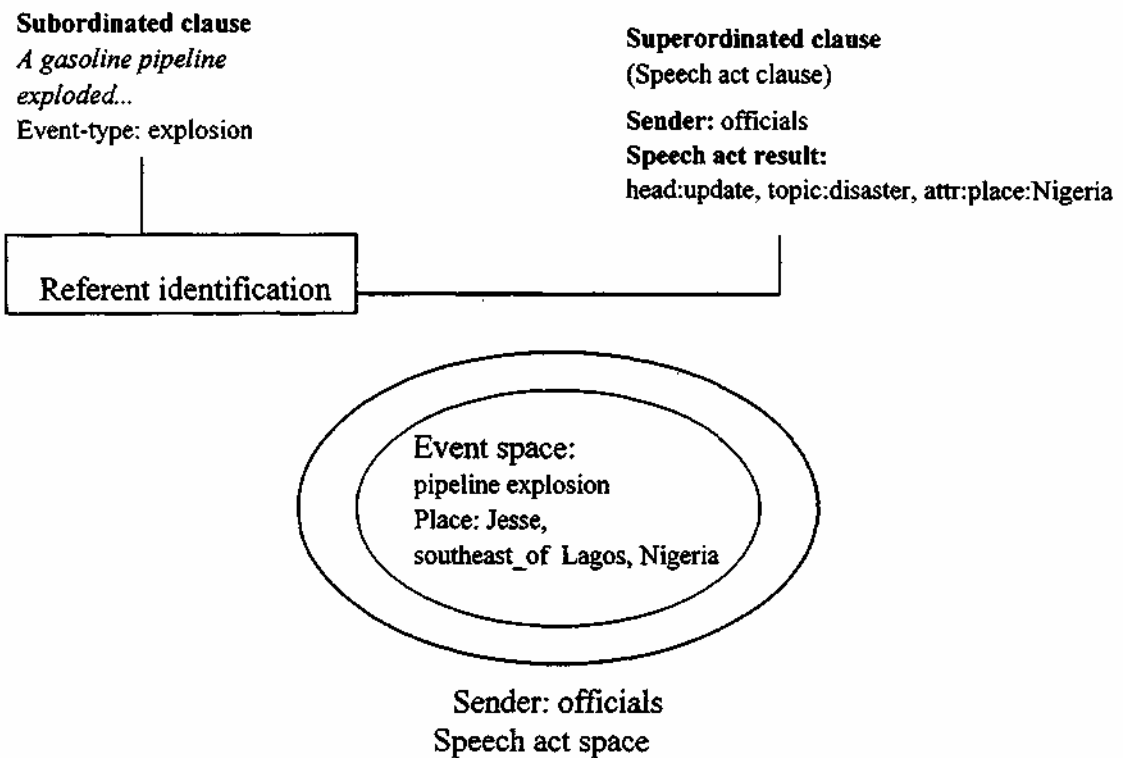 Subordinated clause
A gasoline pipeline
exploded...
Event-type: explosion
Superordinated clause
(Speech act clause)
Sender: officials
Speech act result:
head:update, topic:disaster, attr:place:Nigeria
Referent identification
Event space:
pipeline explosion
Place: Jesse,
southeast_of Lagos, Nigeria
Sender: officials
Speech act space